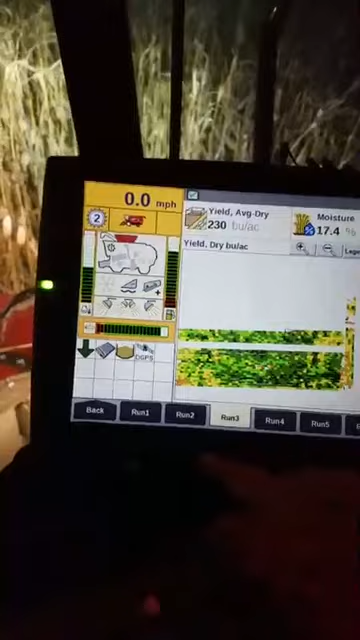 0.0 mph
2
Yield, Avg-Dry
230 bu/ac
Moisture
17.4 %
Yield, Dry bu/ac
DGPS
Back
Run1
Run2
Run3
Run4
Run5